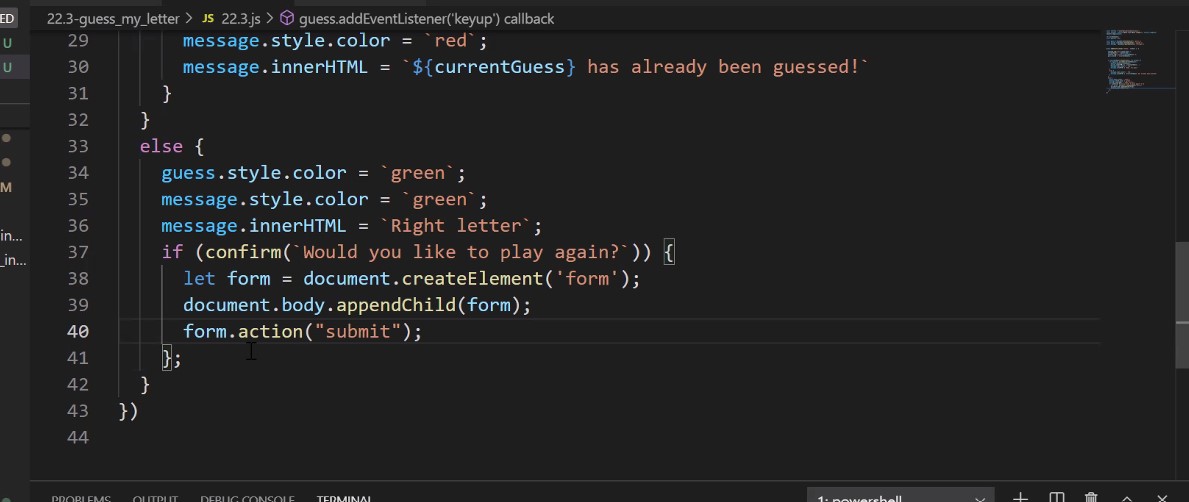 ED
22.3-guess_my_letter > JS 22.3.js > guess.addEventListener('keyup') callback
U
U
M
in...
_in...
29 message.style.color = `red`;
30 message.innerHTML = `${currentGuess} has already been guessed!`
31 }
32 }
33 else {
34 guess.style.color = `green`;
35 message.style.color = `green`;
36 message.innerHTML = `Right letter`;
37 if (confirm(`Would you like to play again?`)) {
38 let form = document.createElement('form');
39 document.body.appendChild(form);
40 form.action("submit");
41 };
42 }
43 })
44
PROBLEMS OUTPUT DEBUG CONSOLE TERMINAL 1: powershell